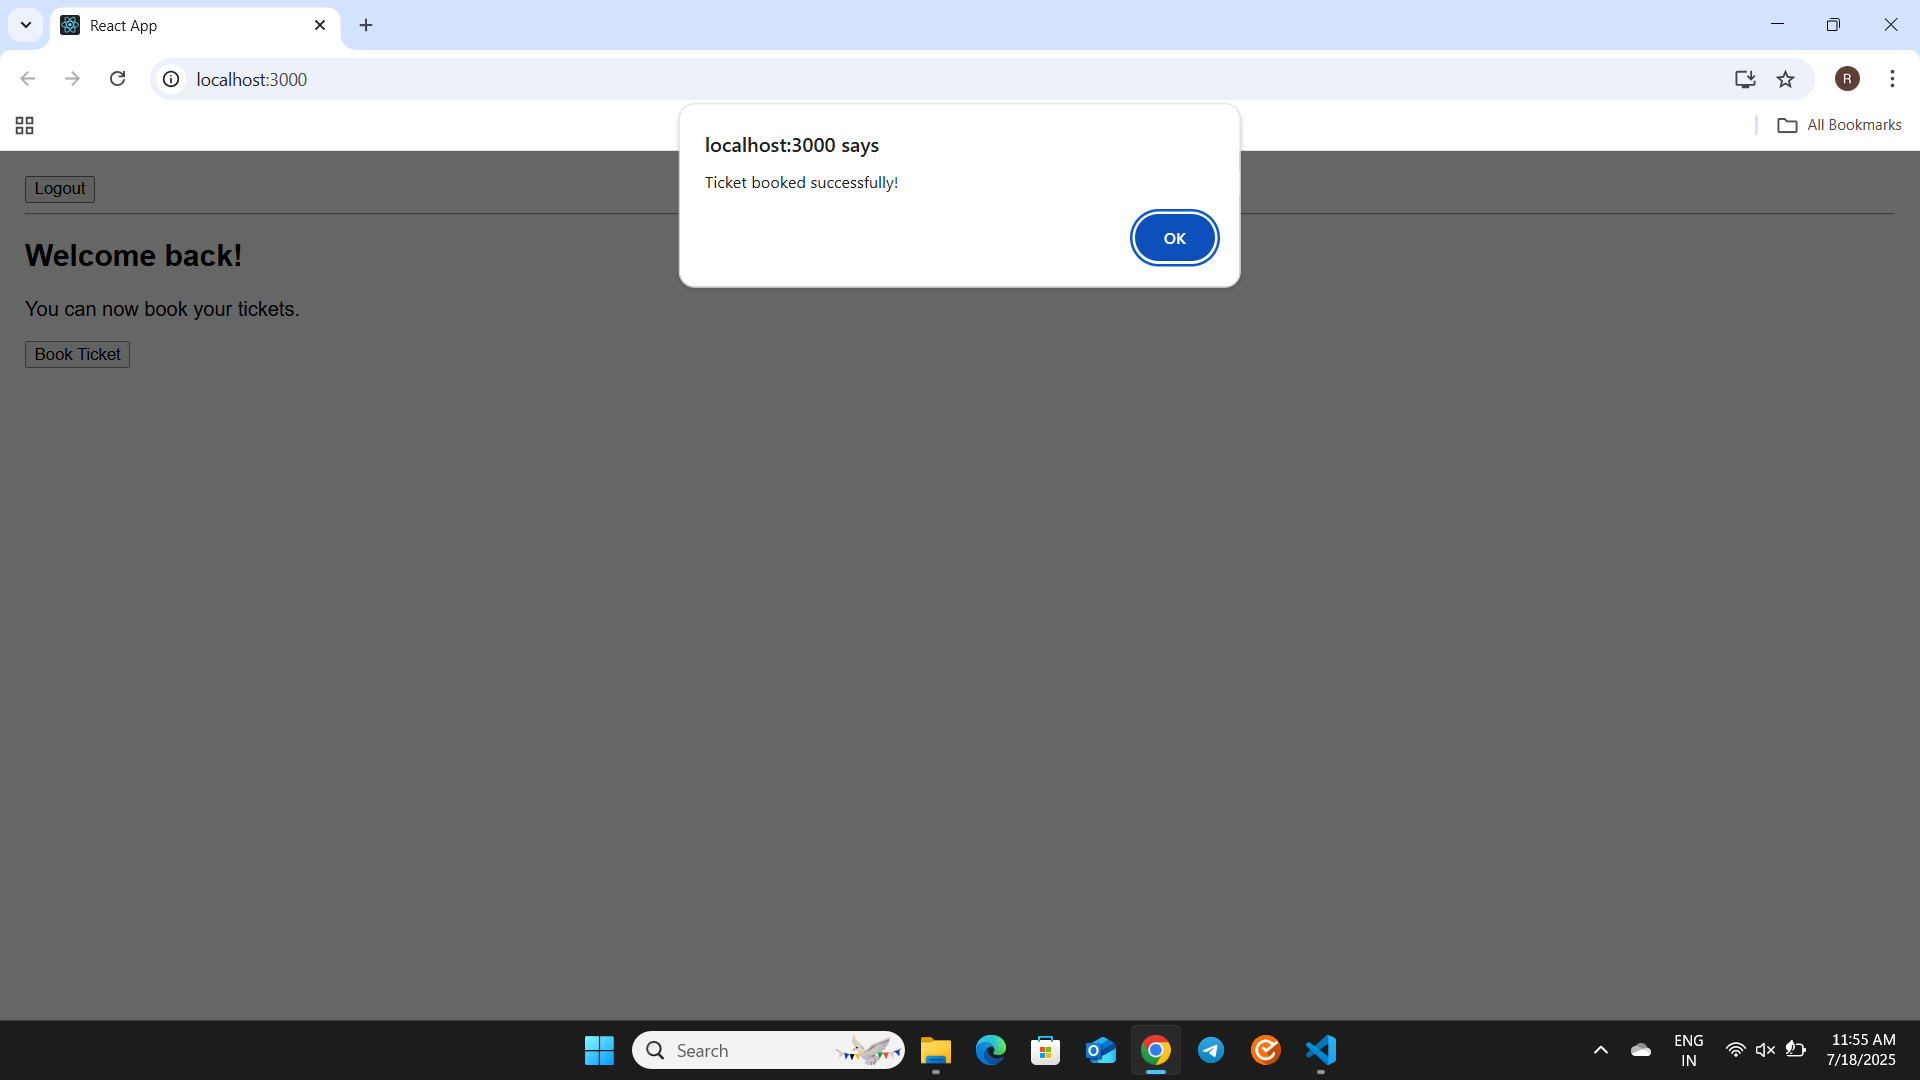 React App
localhost:3000
R
All Bookmarks
localhost:3000 says
Ticket booked successfully!
OK
Logout
Welcome back!
You can now book your tickets.
Book Ticket
Search
ENG
IN
11:55 AM
7/18/2025